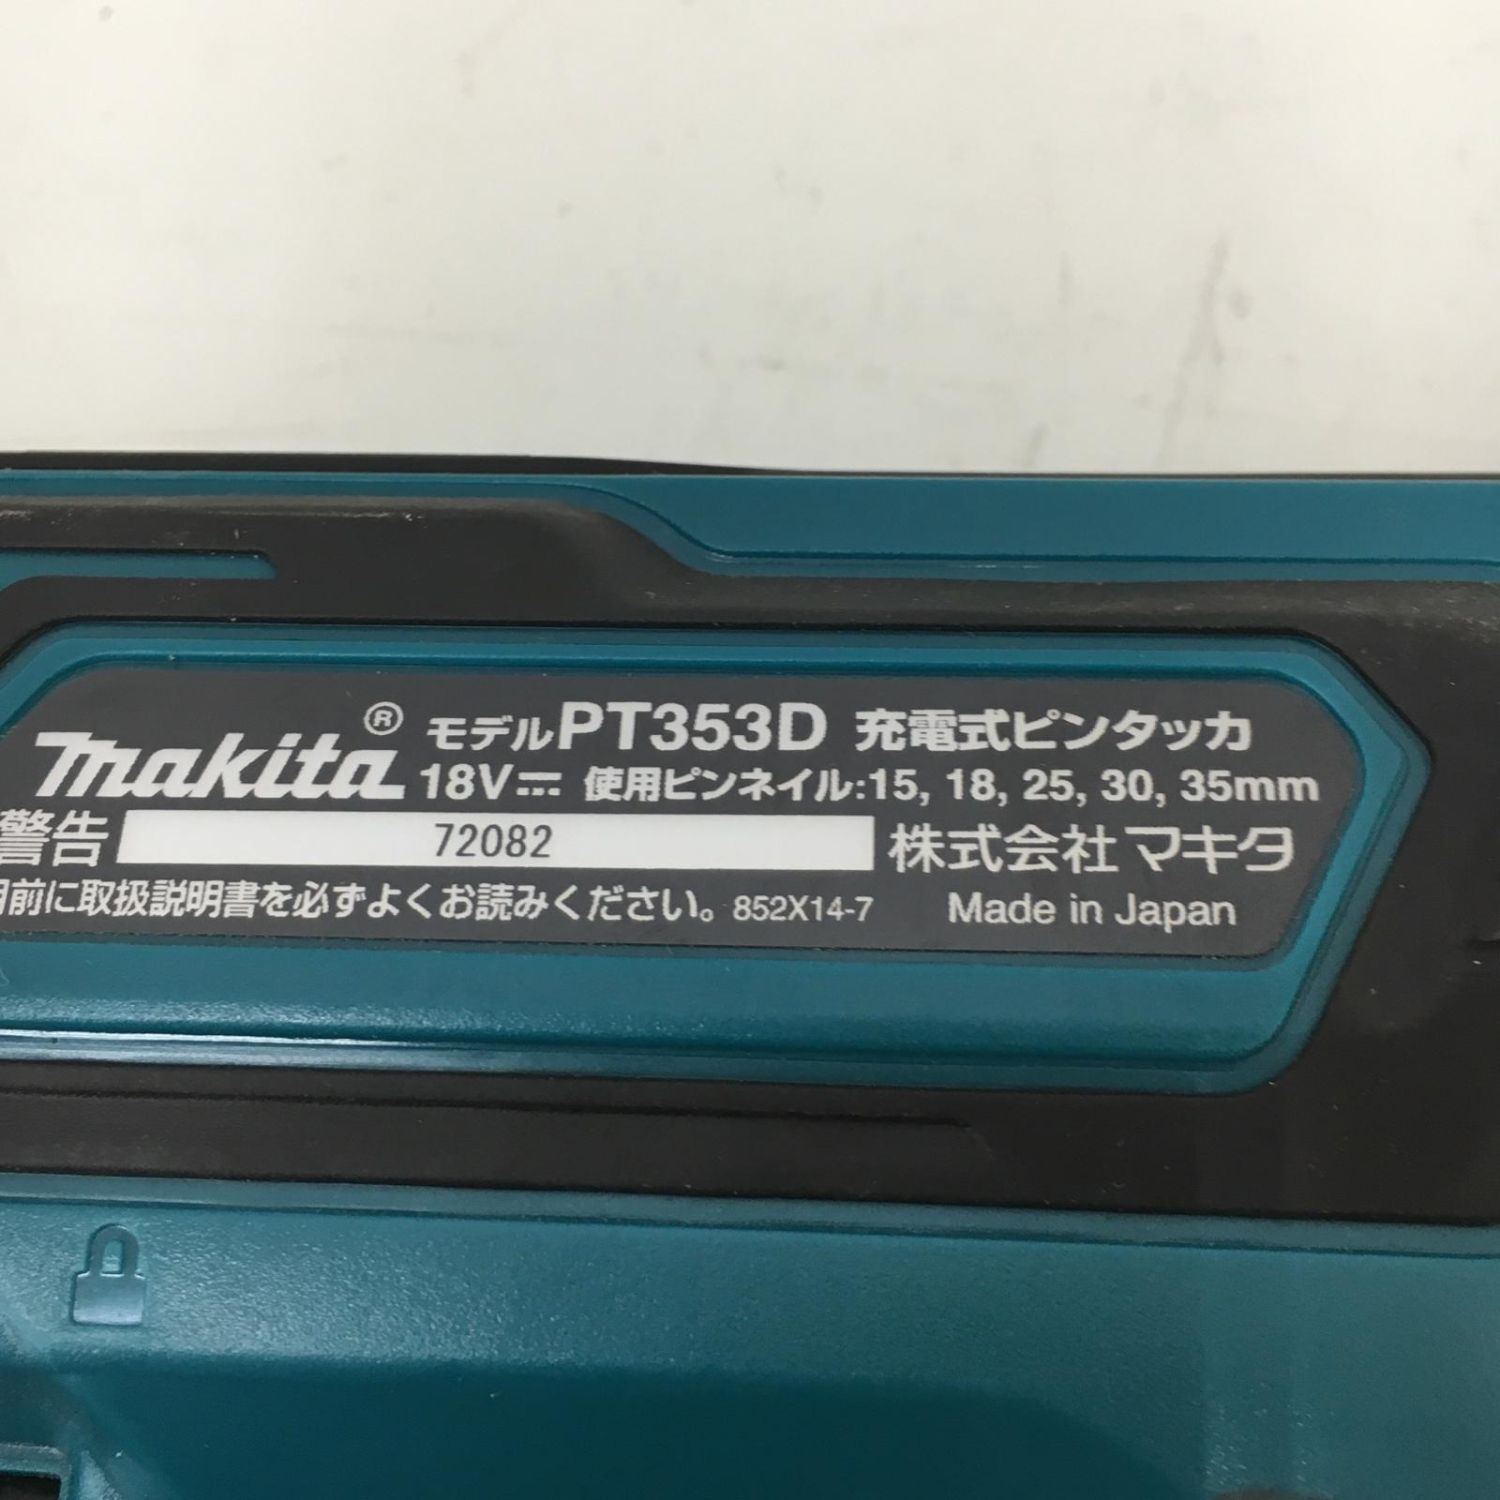 makita® モデルPT353D 充電式ピンタッカ
18V⎓ 使用ピンネイル:15, 18, 25, 30, 35mm
警告 72082 株式会社マキタ
用前に取扱説明書を必ずよくお読みください。 852X14-7 Made in Japan